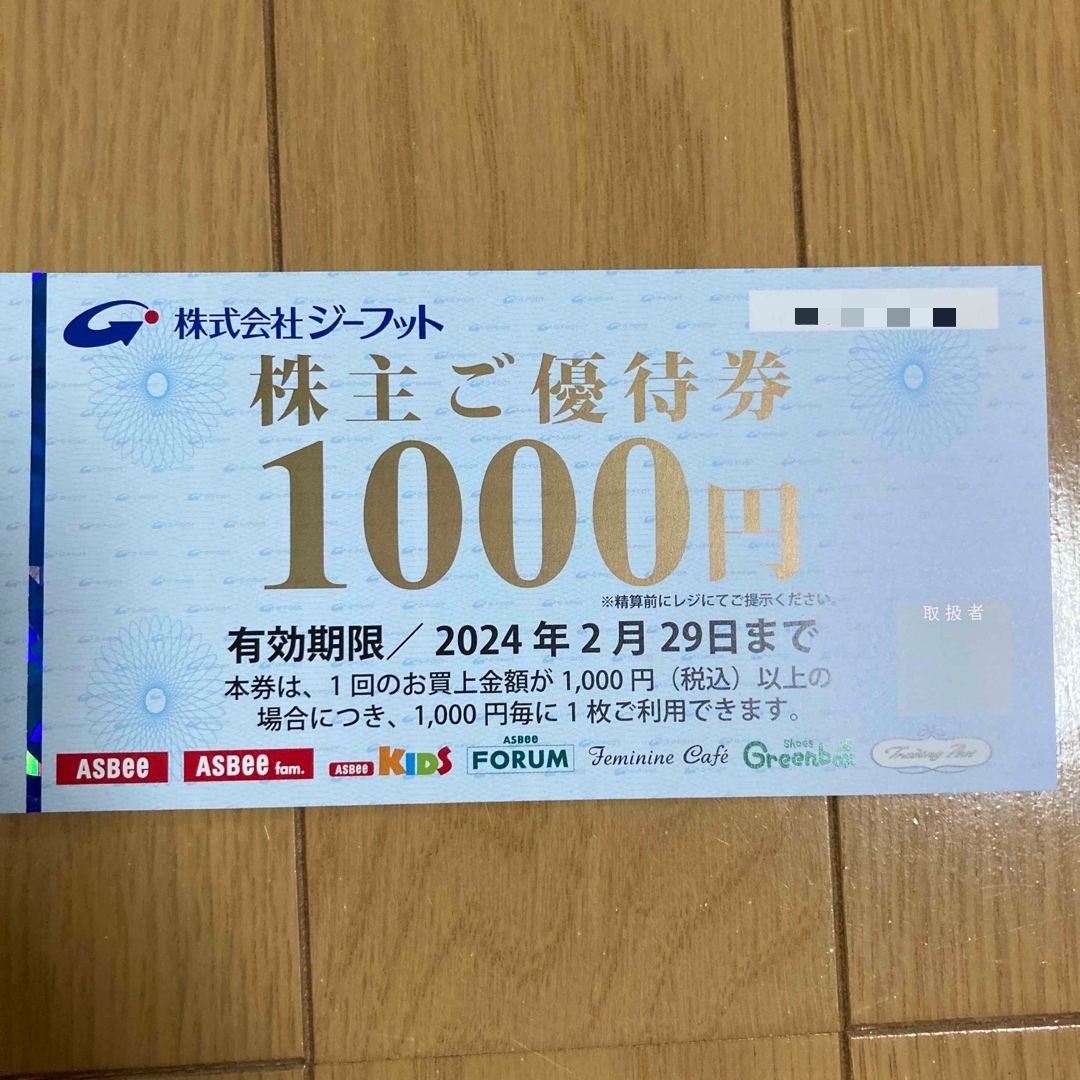 株式会社ジーフット
株主ご優待券
1000円
※精算前にレジにてご提示ください。
取扱者
有効期限／2024年2月29日まで
本券は、1回のお買上金額が1,000円（税込）以上の
場合につき、1,000円毎に1枚ご利用できます。
ASBee ASBee fam. ASBee KIDS ASBee FORUM Feminine Café Shoes Greenbox